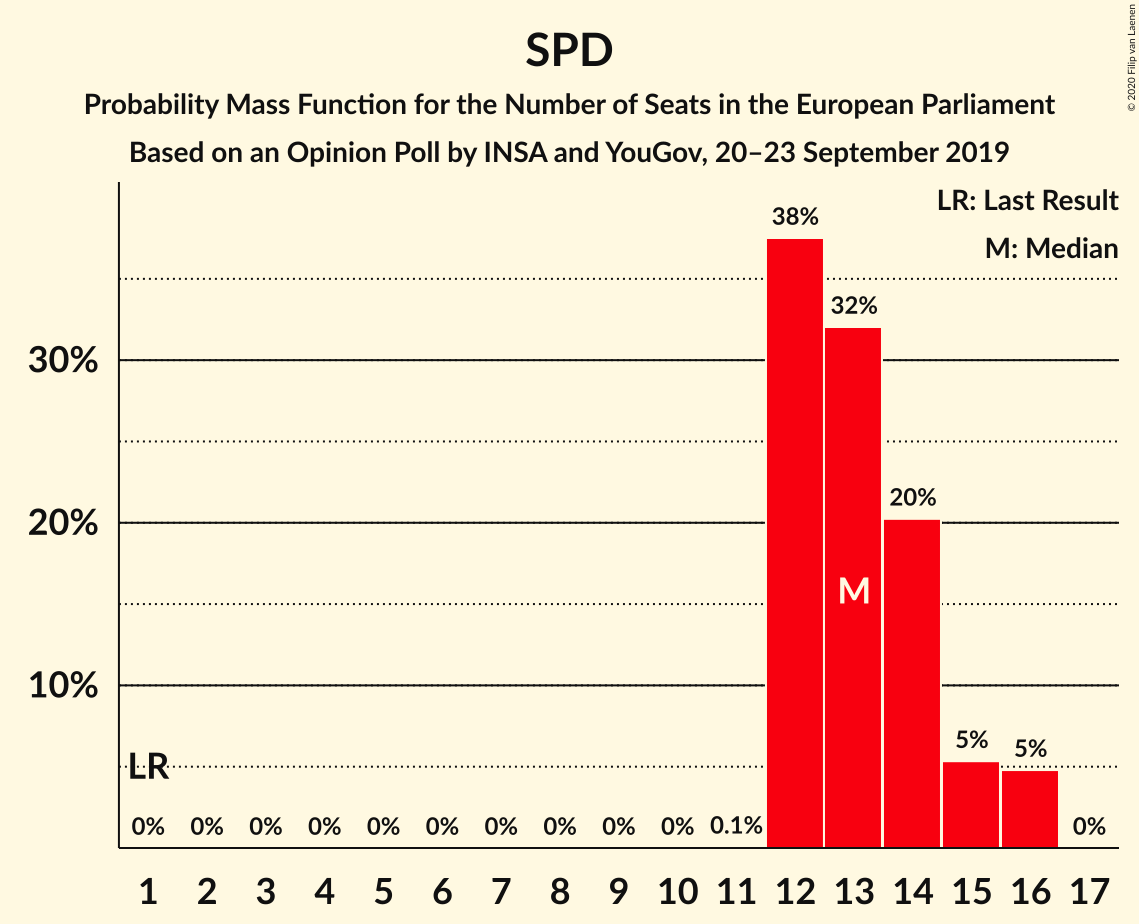 SPD
Probability Mass Function for the Number of Seats in the European Parliament
Based on an Opinion Poll by INSA and YouGov, 20–23 September 2019
© 2020 Filip van Laenen
LR: Last Result
M: Median
38%
32%
30%
20%
20%
M
10%
5%
5%
LR
0% 0% 0% 0% 0% 0% 0% 0% 0% 0% 0.1% 0%
1 2 3 4 5 6 7 8 9 10 11 12 13 14 15 16 17